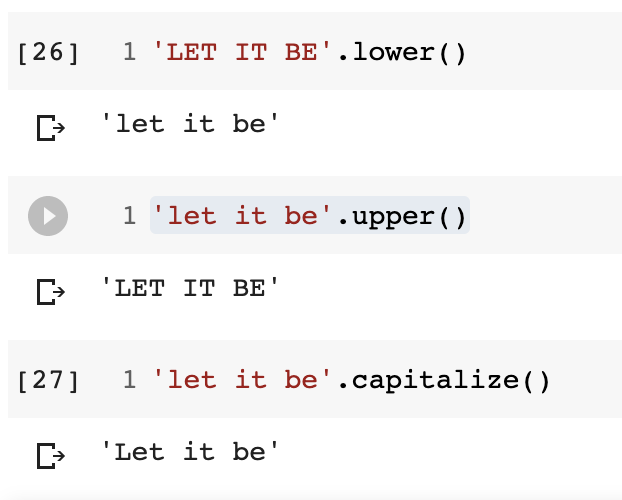 [26] 1 'LET IT BE'.lower()
'let it be'
1 'let it be'.upper()
'LET IT BE'
[27] 1 'let it be'.capitalize()
'Let it be'